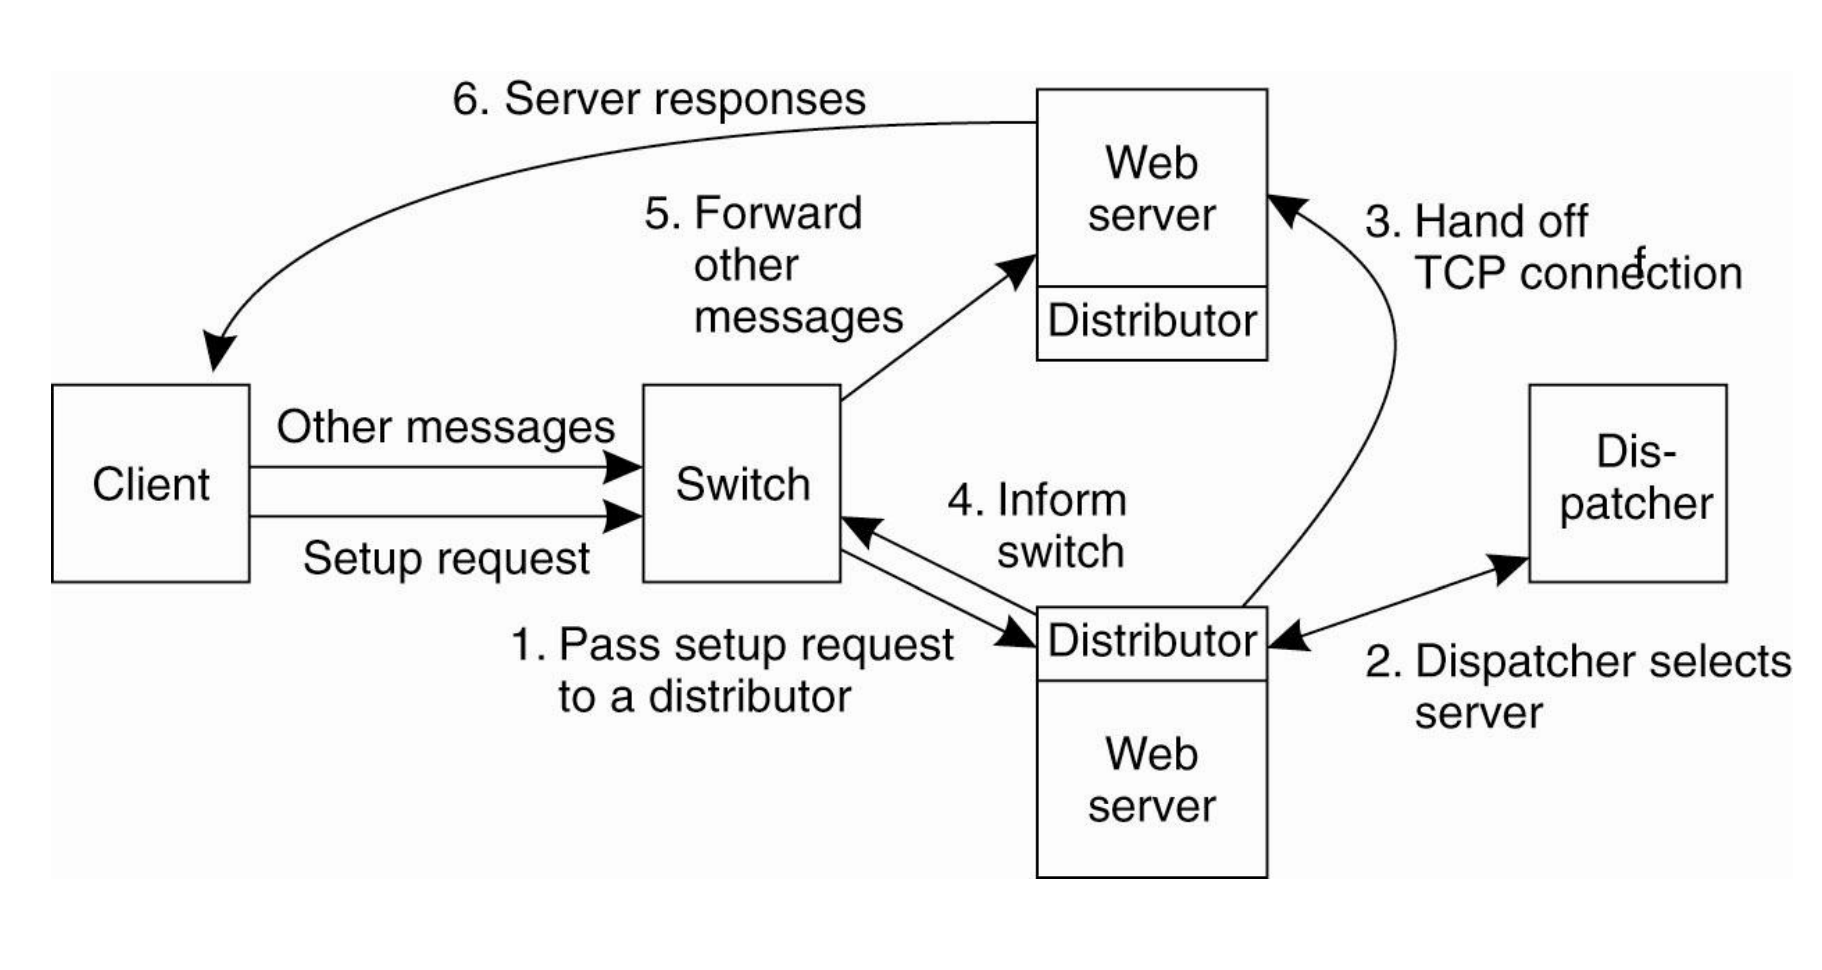 6. Server responses
Web
server
Distributor
5. Forward
other
messages
3. Hand off
TCP connection
f
Client
Other messages
Setup request
Switch
4. Inform
switch
Dis-
patcher
1. Pass setup request
to a distributor
Distributor
Web
server
2. Dispatcher selects
server